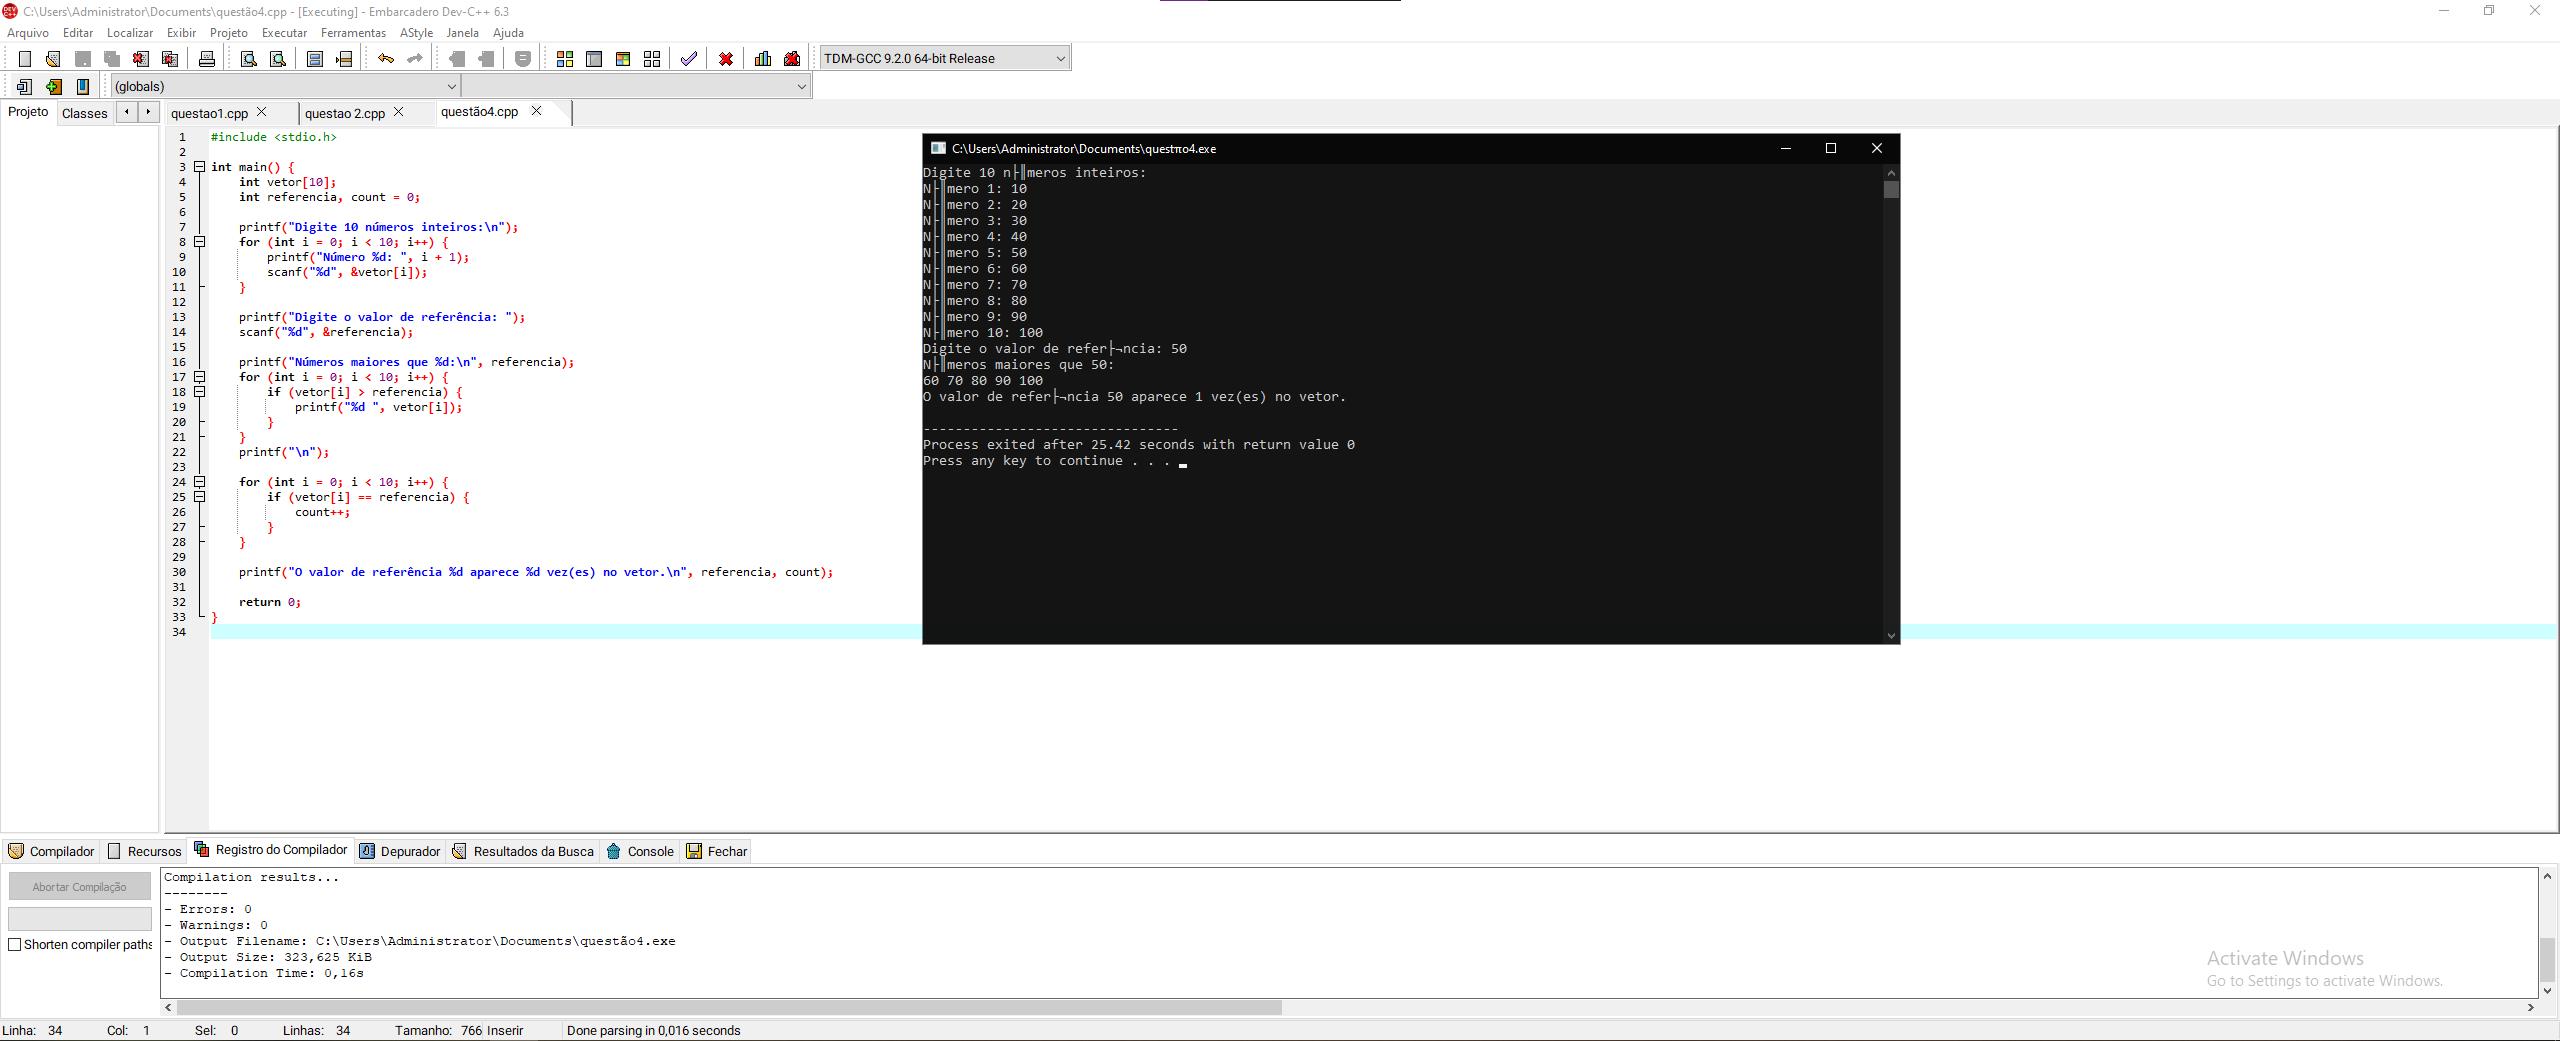 C:\Users\Administrator\Documents\questão4.cpp - [Executing] - Embarcadero Dev-C++ 6.3
Arquivo Editar Localizar Exibir Projeto Executar Ferramentas AStyle Janela Ajuda
TDM-GCC 9.2.0 64-bit Release
(globals)
Projeto Classes questao1.cpp questao 2.cpp questão4.cpp
1 #include <stdio.h>
2
3 int main() {
4 int vetor[10];
5 int referencia, count = 0;
6
7 printf("Digite 10 números inteiros:\n");
8 for (int i = 0; i < 10; i++) {
9 printf("Número %d: ", i + 1);
10 scanf("%d", &vetor[i]);
11 }
12
13 printf("Digite o valor de referência: ");
14 scanf("%d", &referencia);
15
16 printf("Números maiores que %d:\n", referencia);
17 for (int i = 0; i < 10; i++) {
18 if (vetor[i] > referencia) {
19 printf("%d ", vetor[i]);
20 }
21 }
22 printf("\n");
23
24 for (int i = 0; i < 10; i++) {
25 if (vetor[i] == referencia) {
26 count++;
27 }
28 }
29
30 printf("O valor de referência %d aparece %d vez(es) no vetor.\n", referencia, count);
31
32 return 0;
33 }
34
C:\Users\Administrator\Documents\questπo4.exe
Digite 10 n├║meros inteiros:
N├║mero 1: 10
N├║mero 2: 20
N├║mero 3: 30
N├║mero 4: 40
N├║mero 5: 50
N├║mero 6: 60
N├║mero 7: 70
N├║mero 8: 80
N├║mero 9: 90
N├║mero 10: 100
Digite o valor de refer├¬ncia: 50
N├║meros maiores que 50:
60 70 80 90 100
O valor de refer├¬ncia 50 aparece 1 vez(es) no vetor.
--------------------------------
Process exited after 25.42 seconds with return value 0
Press any key to continue . . .
Compilador Recursos Registro do Compilador Depurador Resultados da Busca Console Fechar
Abortar Compilação
Shorten compiler paths
Compilation results...
--------
- Errors: 0
- Warnings: 0
- Output Filename: C:\Users\Administrator\Documents\questão4.exe
- Output Size: 323,625 KiB
- Compilation Time: 0,16s
Activate Windows
Go to Settings to activate Windows.
Linha: 34 Col: 1 Sel: 0 Linhas: 34 Tamanho: 766 Inserir Done parsing in 0,016 seconds